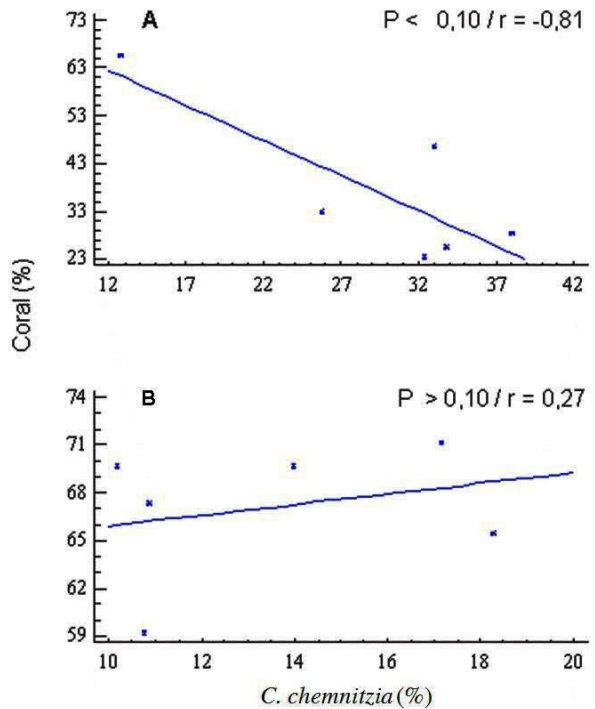 A
P < 0,10 / r = -0,81
73
63
53
43
33
23
12 17 22 27 32 37 42
Coral (%)
B
P > 0,10 / r = 0,27
74
71
68
65
62
59
10 12 14 16 18 20
C. chemnitzia (%)